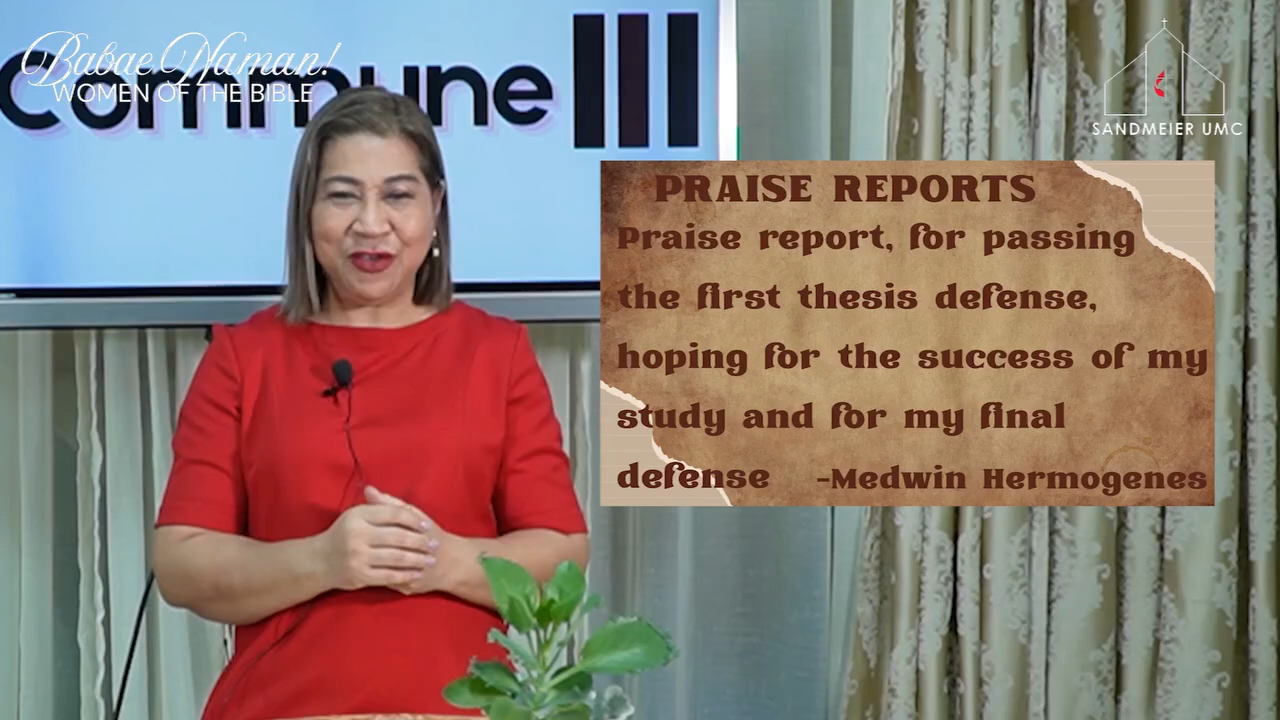 Babae Naman!
WOMEN OF THE BIBLE
Commune III
SANDMEIER UMC
PRAISE REPORTS
Praise report, for passing
the first thesis defense,
hoping for the success of my
study and for my final
defense -Medwin Hermogenes